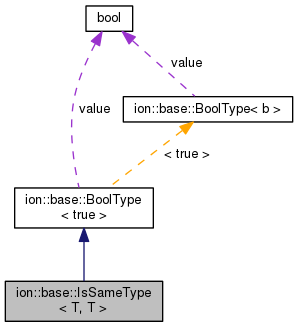 bool
value
ion::base::BoolType< b >
value
< true >
ion::base::BoolType
< true >
ion::base::IsSameType
< T, T >